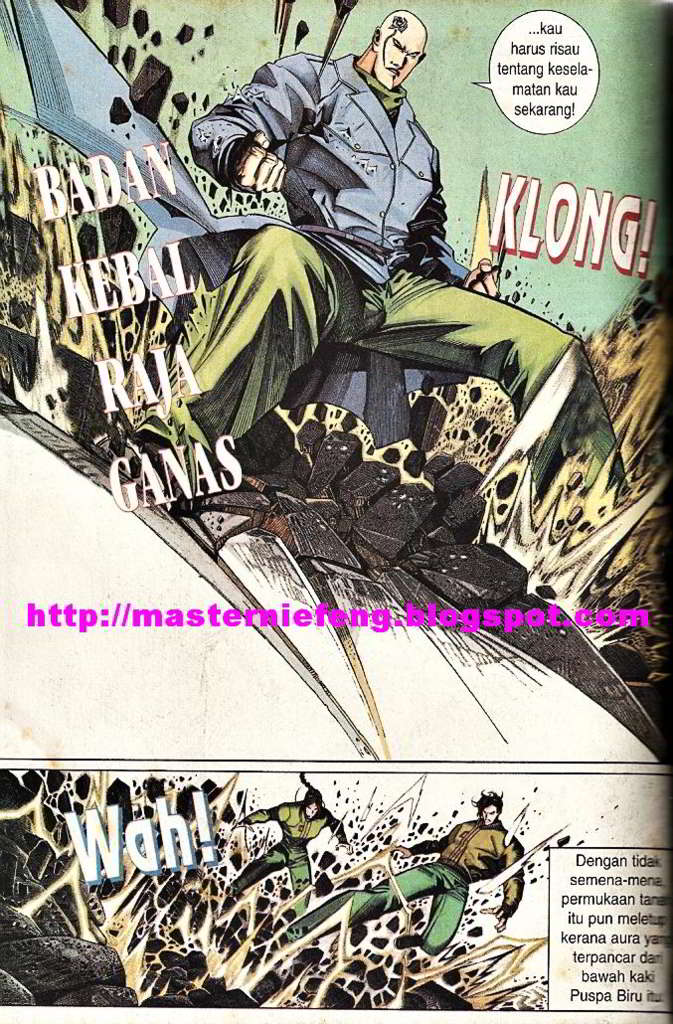 ...kau
harus risau
tentang kesela-
matan kau
sekarang!
BADAN
KEBAL
RAJA
GANAS
KLONG!
http://masterniefeng.blogspot.com
Wah!
Dengan tidak
semena-mena,
permukaan tanah
itu pun meletup
kerana aura yang
terpancar dari
bawah kaki
Puspa Biru itu.